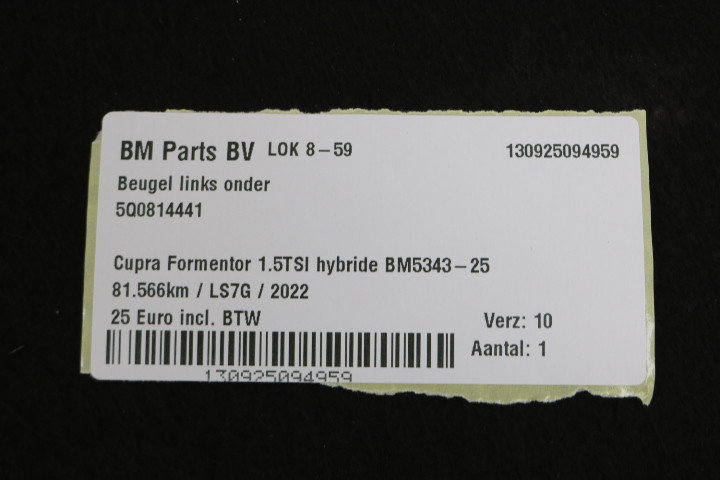 BM Parts BV LOK 8-59 130925094959
Beugel links onder
5Q0814441
Cupra Formentor 1.5TSI hybride BM5343-25
81.566km / LS7G / 2022
25 Euro incl. BTW Verz: 10
Aantal: 1
130925094959